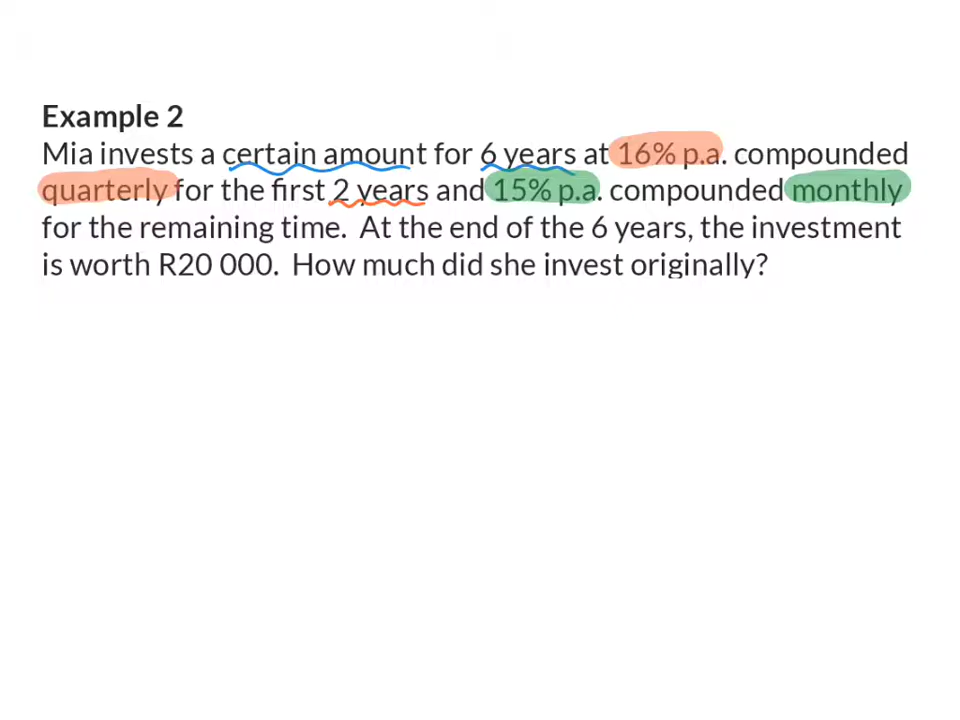 Example 2
Mia invests a certain amount for 6 years at 16% p.a. compounded
quarterly for the first 2 years and 15% p.a. compounded monthly
for the remaining time. At the end of the 6 years, the investment
is worth R20 000. How much did she invest originally?